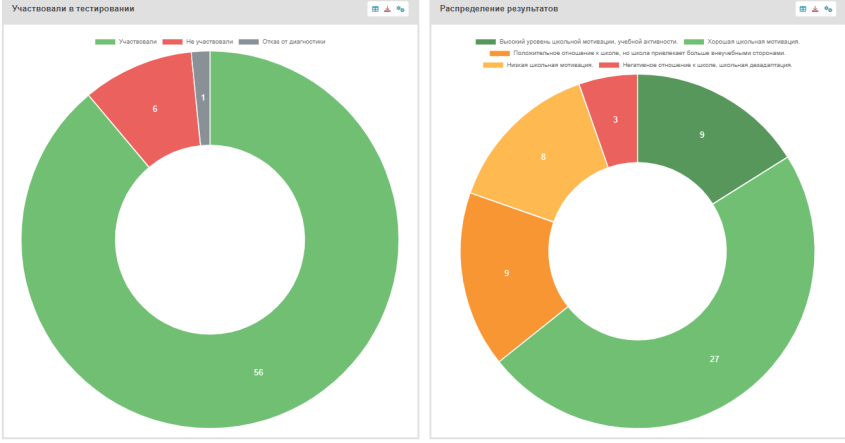 Участвовали в тестировании
Участвовали Не участвовали Отказ от диагностики
1
6
56
Распределение результатов
Высокий уровень школьной мотивации, учебной активности. Хорошая школьная мотивация.
Положительное отношение к школе, но школа привлекает больше внеучебными сторонами.
Низкая школьная мотивация. Негативное отношение к школе, школьная дезадаптация.
3
9
8
9
27